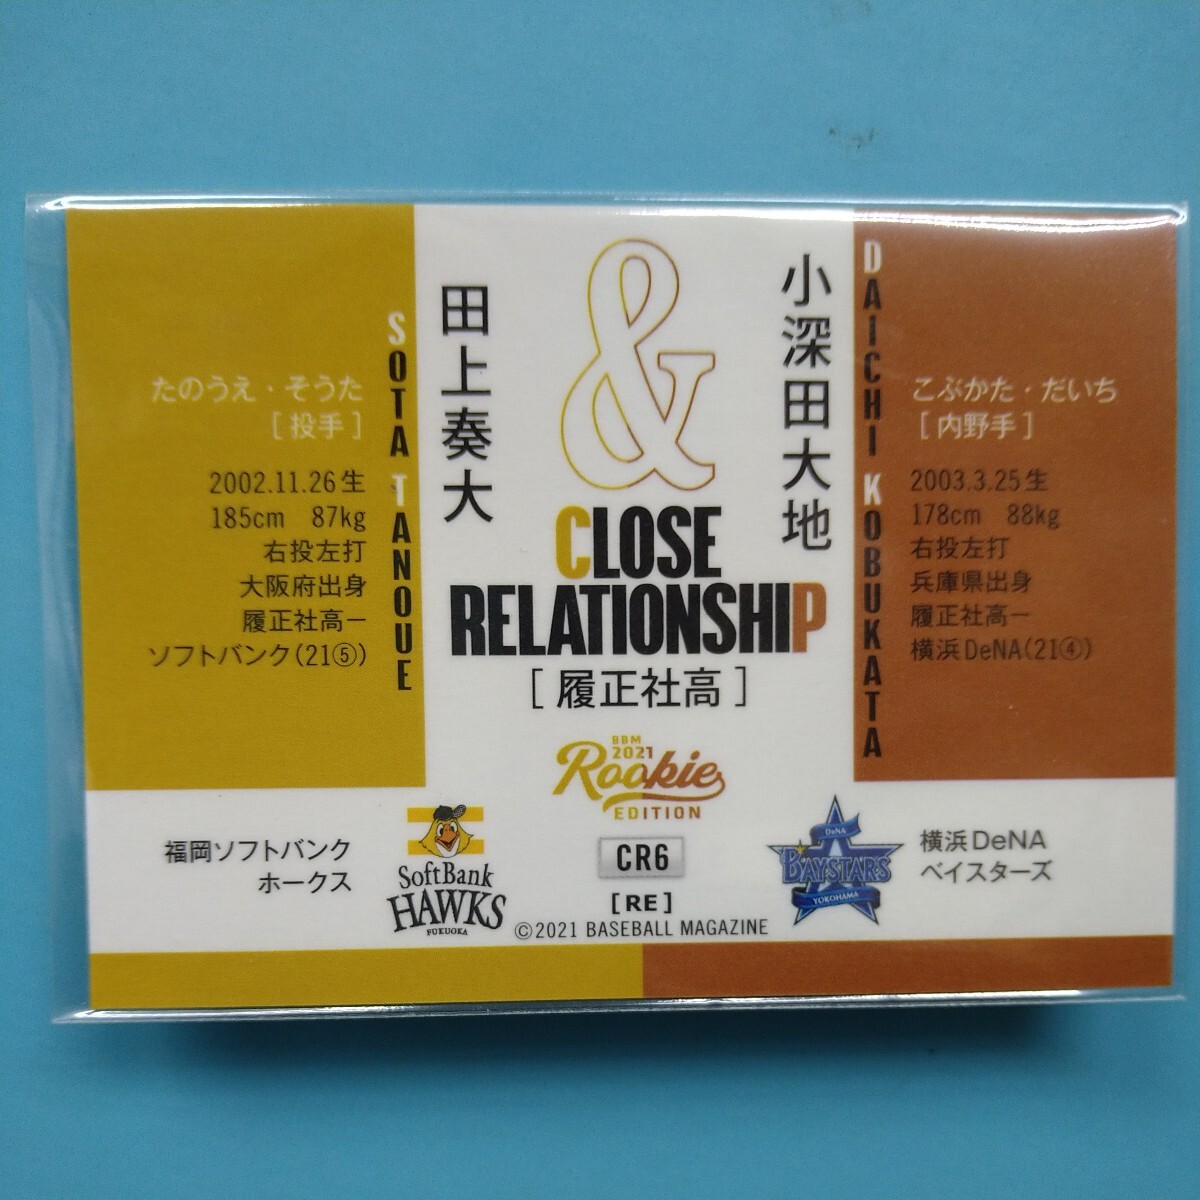 SOTA TANOUE
田上奏大
たのうえ・そうた
[投手]
2002.11.26生
185cm 87kg
右投左打
大阪府出身
履正社高ー
ソフトバンク(21⑤)
&
CLOSE
RELATIONSHIP
[履正社高]
小深田大地
DAICHI KOBUKATA
こぶかた・だいち
[内野手]
2003.3.25生
178cm 88kg
右投左打
兵庫県出身
履正社高ー
横浜DeNA(21④)
BBM
2021
Rookie
EDITION
CR6
[RE]
©2021 BASEBALL MAGAZINE
福岡ソフトバンク
ホークス
SoftBank
HAWKS
FUKUOKA
DeNA
BAYSTARS
YOKOHAMA
横浜DeNA
ベイスターズ